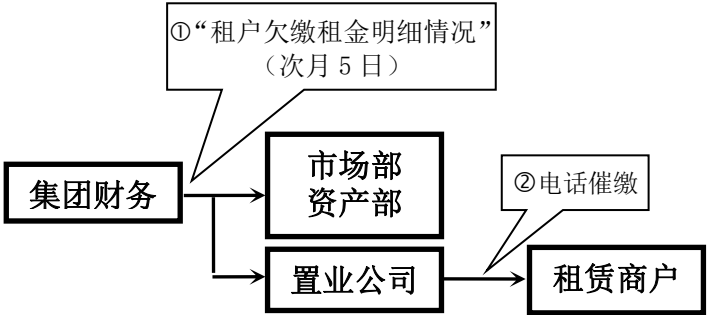 ①“租户欠缴租金明细情况”
（次月 5 日）
市场部
资产部
②电话催缴
集团财务
置业公司
租赁商户